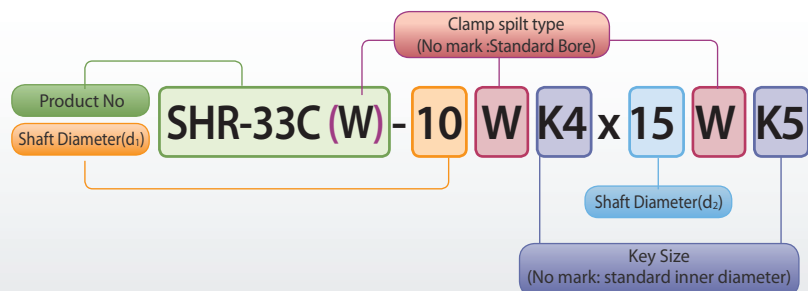 Clamp spilt type
(No mark :Standard Bore)
Product No
Shaft Diameter(d₁)
SHR-33C (W) - 10 W K4 x 15 W K5
Shaft Diameter(d₂)
Key Size
(No mark: standard inner diameter)